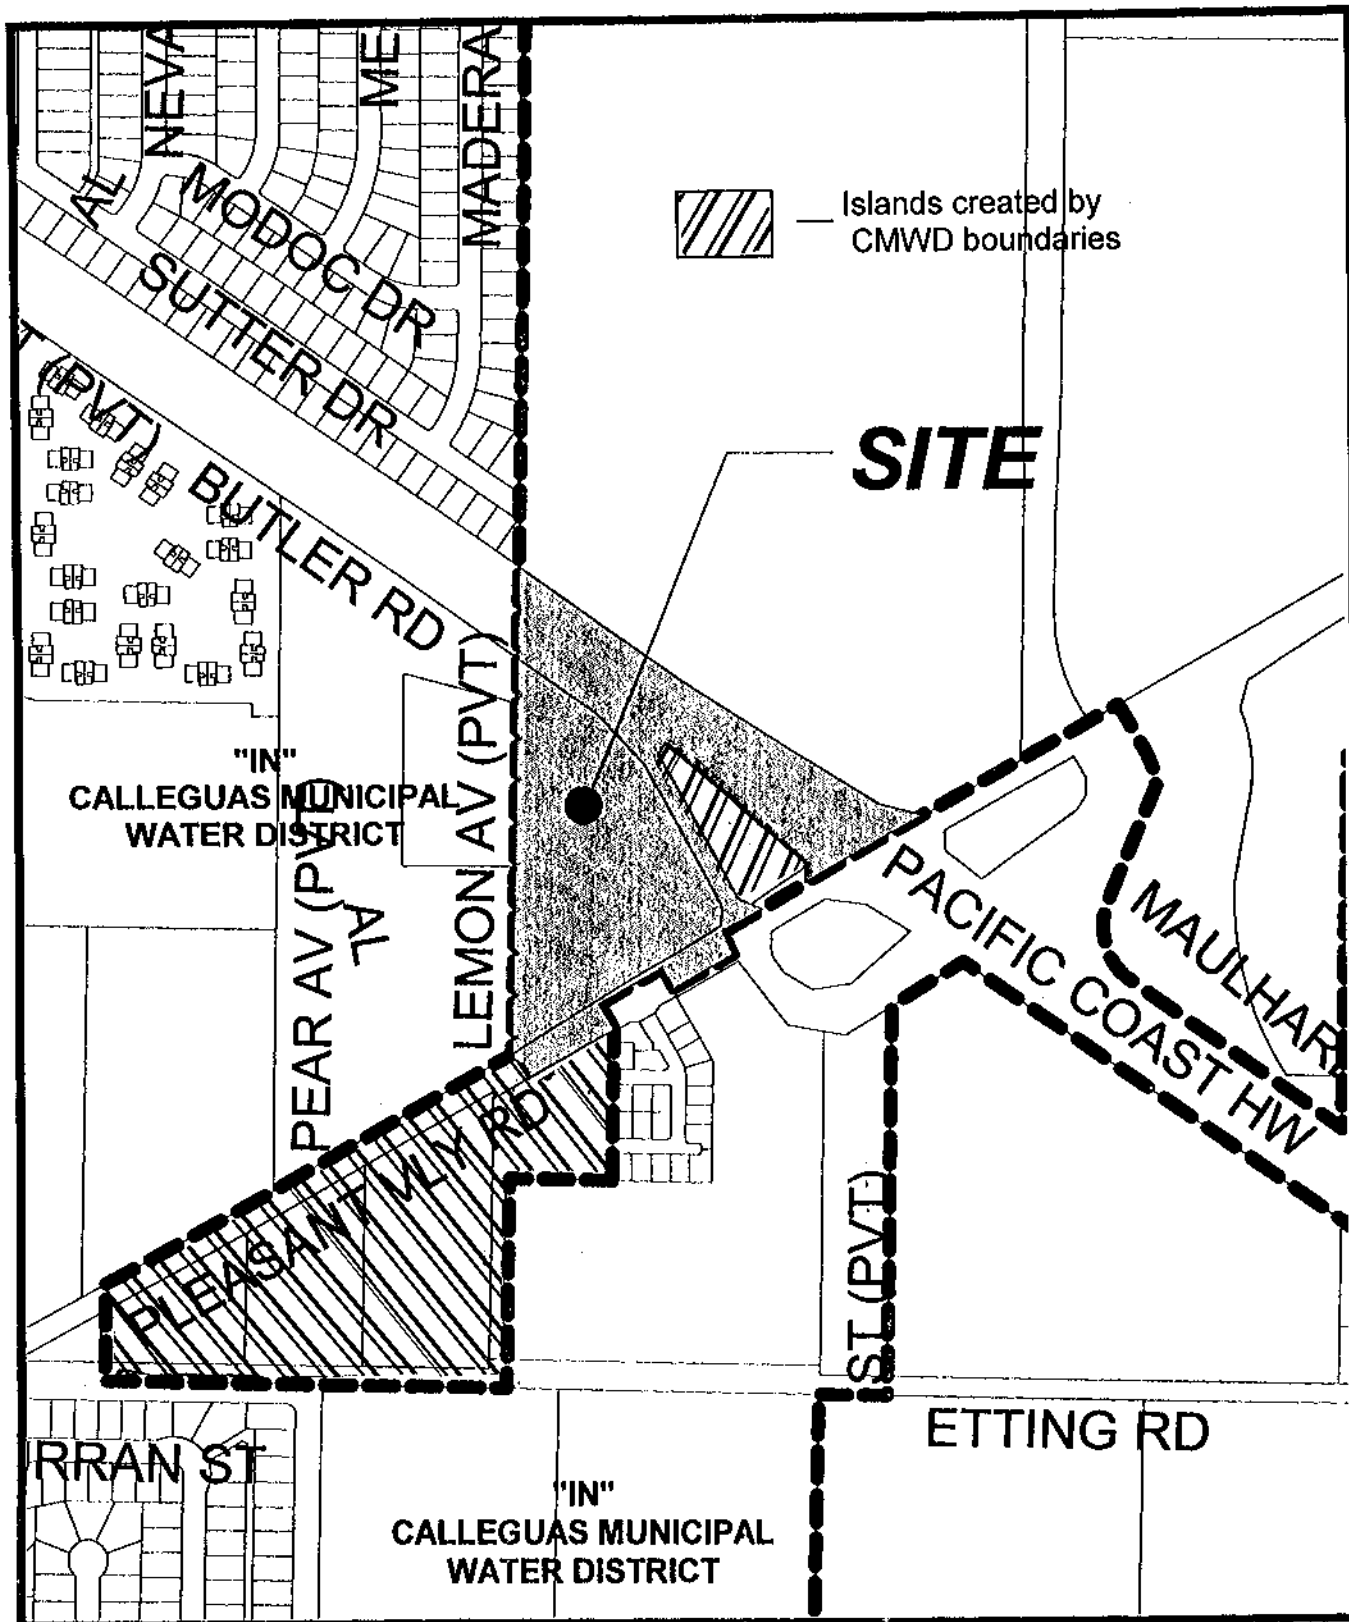 NEVA
ME
MADERA
AL
MODOC DR
SUTTER DR
Islands created by
CMWD boundaries
SITE
T (PVT)
BUTLER RD
LEMON AV (PVT)
"IN"
CALLEGUAS MUNICIPAL
WATER DISTRICT
PEAR AV (PVT)
AL
PACIFIC COAST HW
MAULHAR
PLEASANT VLY RD
ST (PVT)
ETTING RD
RRAN ST
"IN"
CALLEGUAS MUNICIPAL
WATER DISTRICT